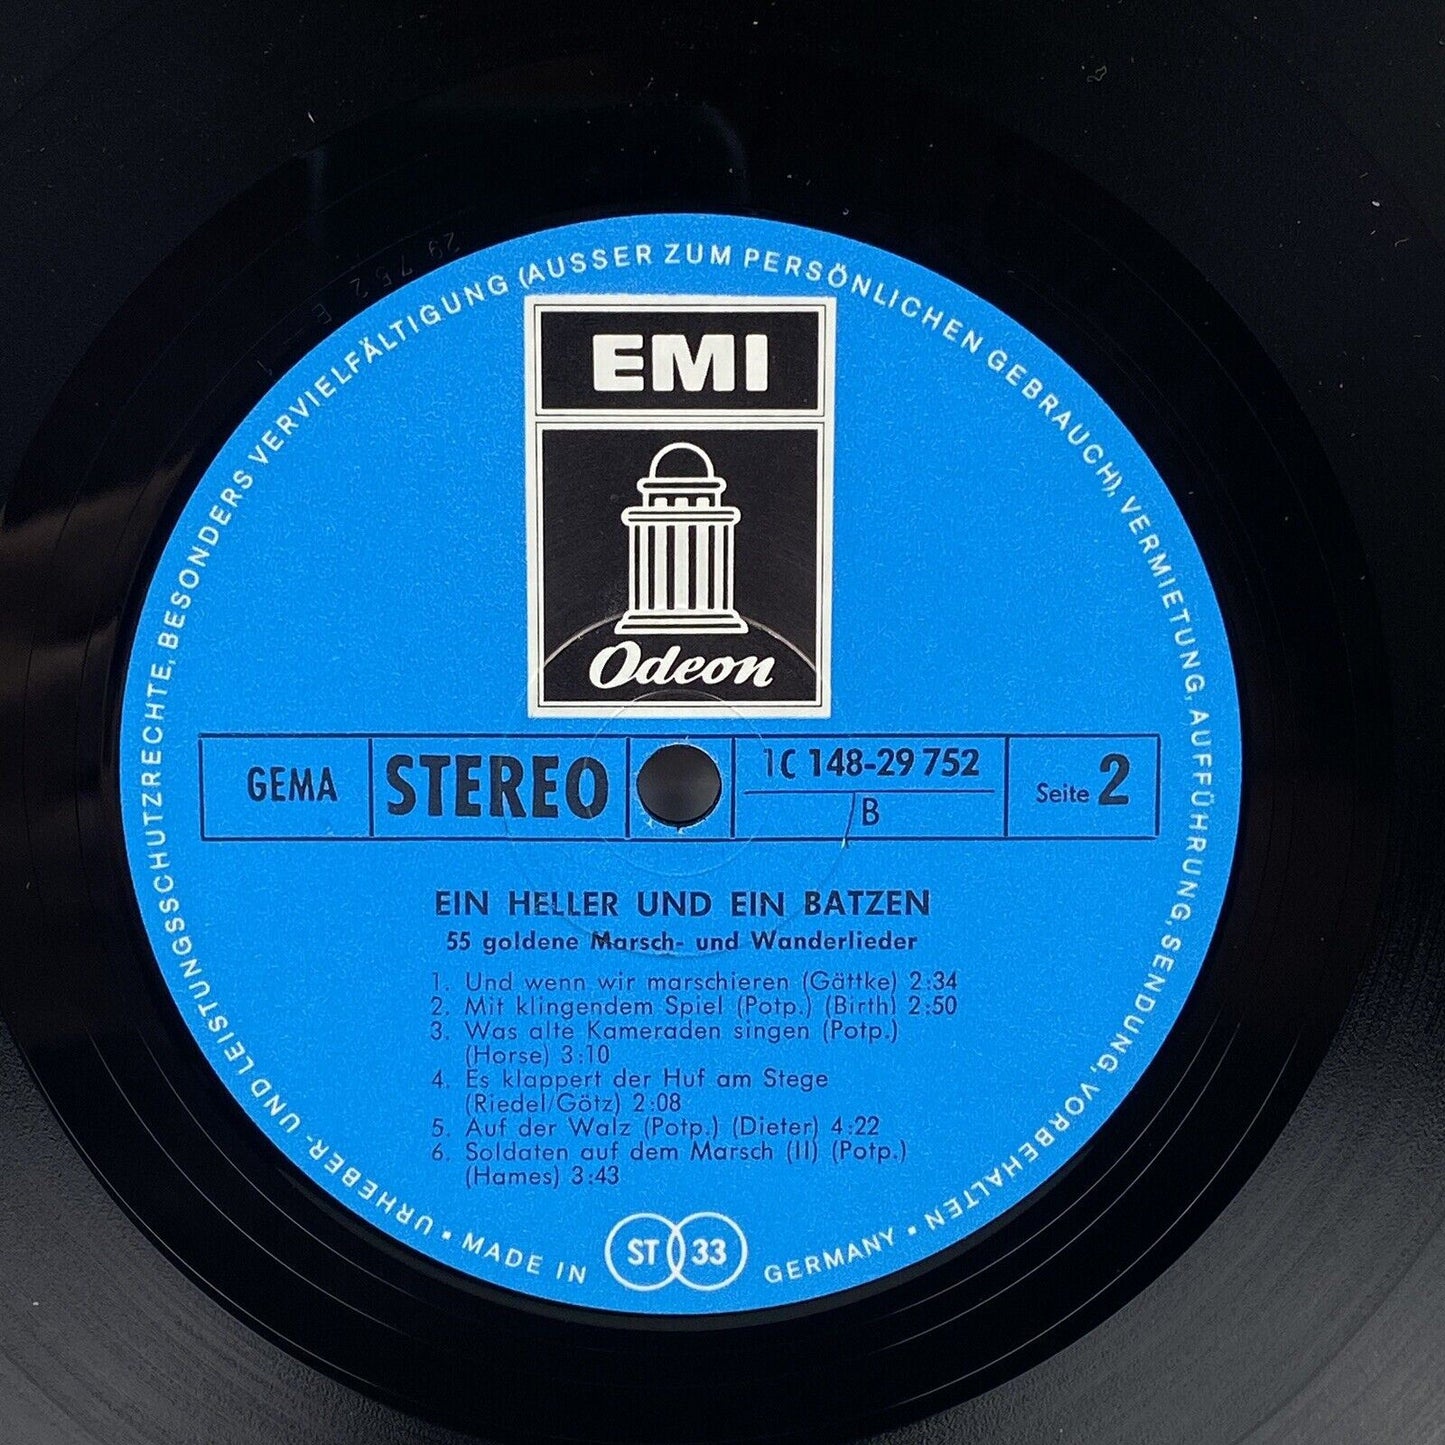 29 752 E 1
URHEBER- UND LEISTUNGSSCHUTZRECHTE, BESONDERS VERVIELFÄLTIGUNG (AUSSER ZUM PERSÖNLICHEN GEBRAUCH), VERMIETUNG, AUFFÜHRUNG, SENDUNG, VORBEHALTEN
EMI
Odeon
GEMA STEREO 1C 148-29 752 Seite 2
B
EIN HELLER UND EIN BATZEN
55 goldene Marsch- und Wanderlieder
1. Und wenn wir marschieren (Gättke) 2:34
2. Mit klingendem Spiel (Potp.) (Birth) 2:50
3. Was alte Kameraden singen (Potp.)
(Horse) 3:10
4. Es klappert der Huf am Stege
(Riedel/Götz) 2:08
5. Auf der Walz (Potp.) (Dieter) 4:22
6. Soldaten auf dem Marsch (II) (Potp.)
(Hames) 3:43
▪ MADE IN ST 33 GERMANY ▪